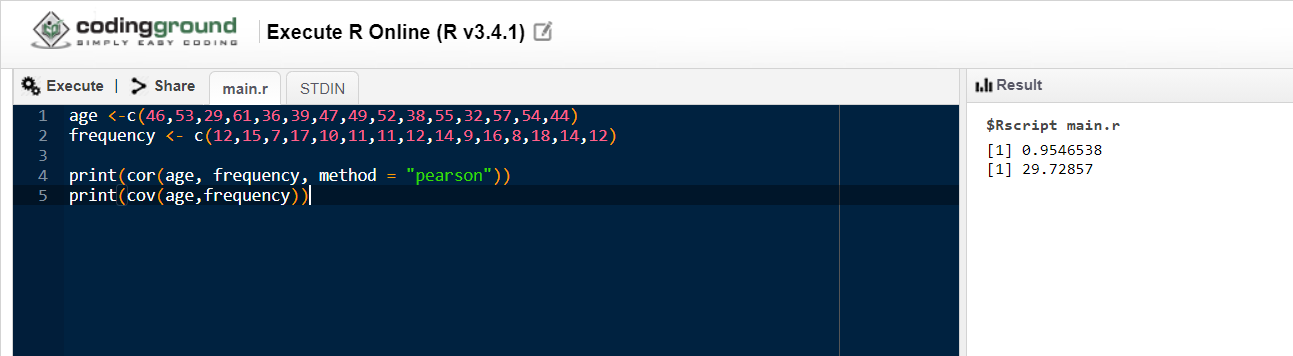 codingground
SIMPLY EASY CODING
Execute R Online (R v3.4.1)
Execute | Share main.r STDIN
Result
1 age <-c(46,53,29,61,36,39,47,49,52,38,55,32,57,54,44)
2 frequency <- c(12,15,7,17,10,11,11,12,14,9,16,8,18,14,12)
3
4 print(cor(age, frequency, method = "pearson"))
5 print(cov(age,frequency))
$Rscript main.r
[1] 0.9546538
[1] 29.72857